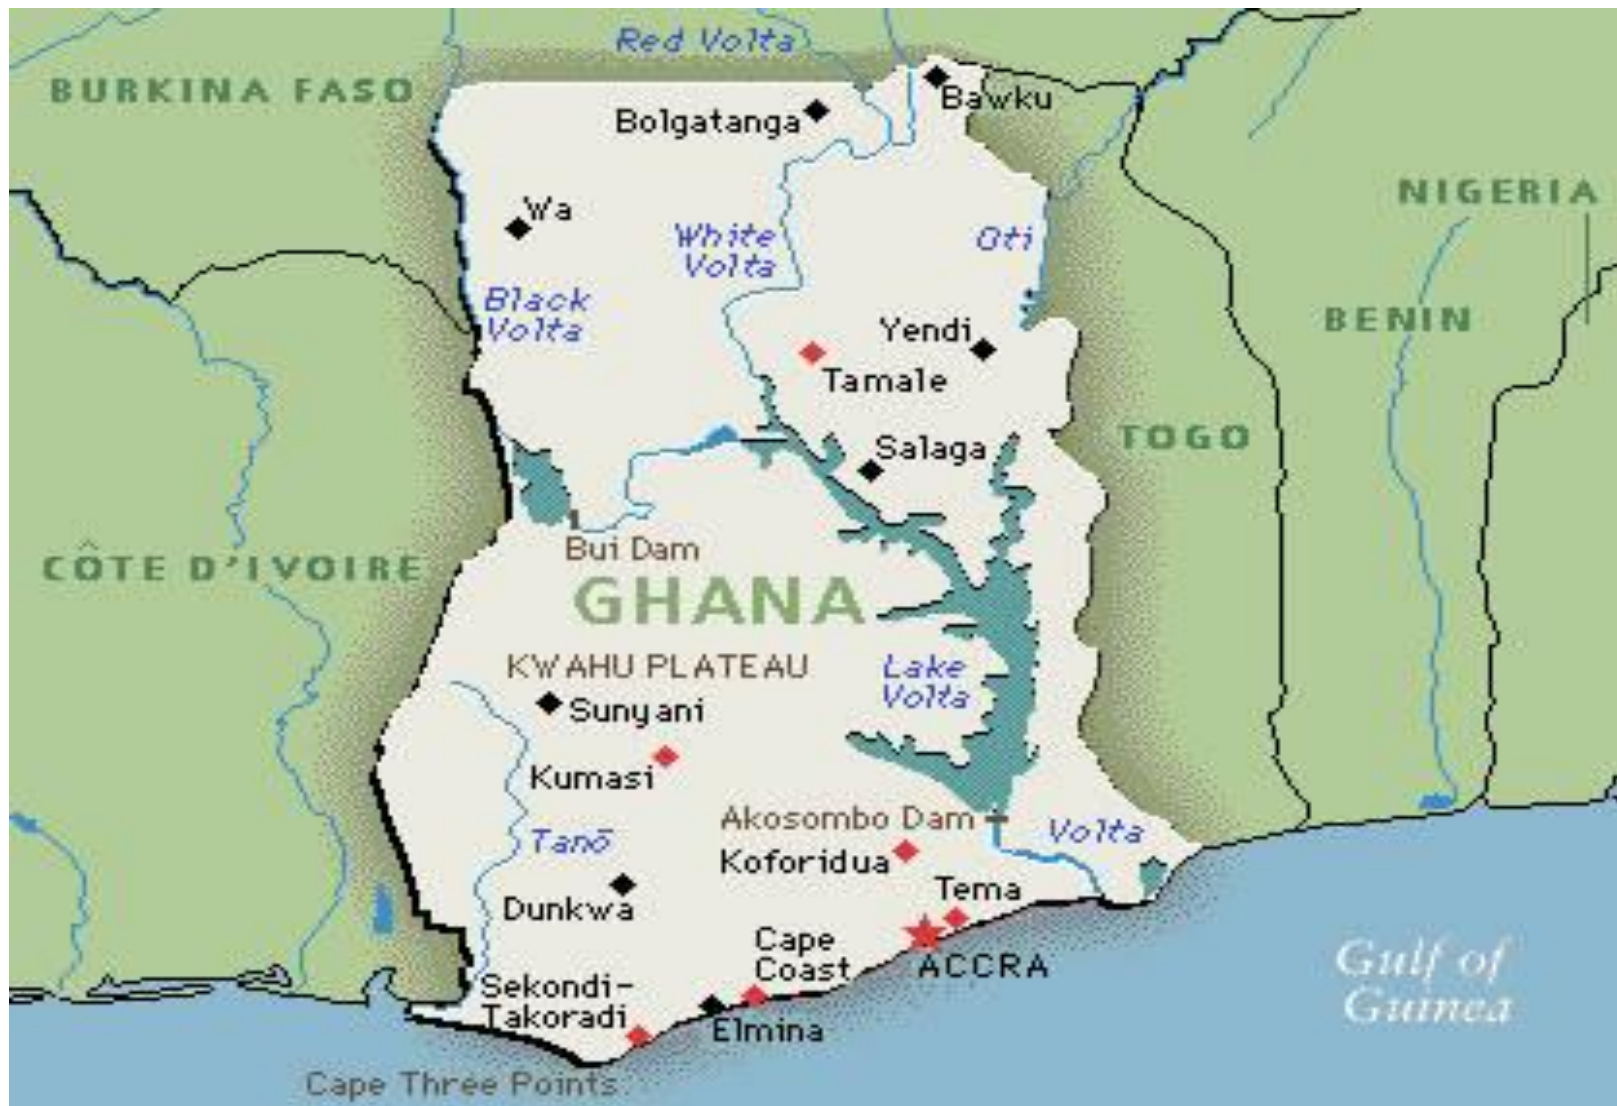 Red Volta
BURKINA FASO
Bawku
Bolgatanga
NIGERIA
Wa
White
Volta
Oti
Black
Volta
BENIN
Yendi
Tamale
TOGO
Salaga
Bui Dam
CÔTE D'IVOIRE
GHANA
KWAHU PLATEAU
Lake
Volta
Sunyani
Kumasi
Akosombo Dam
Volta
Tanō
Koforidua
Tema
Dunkwa
Cape
Coast
ACCRA
Gulf of
Guinea
Sekondi-
Takoradi
Elmina
Cape Three Points